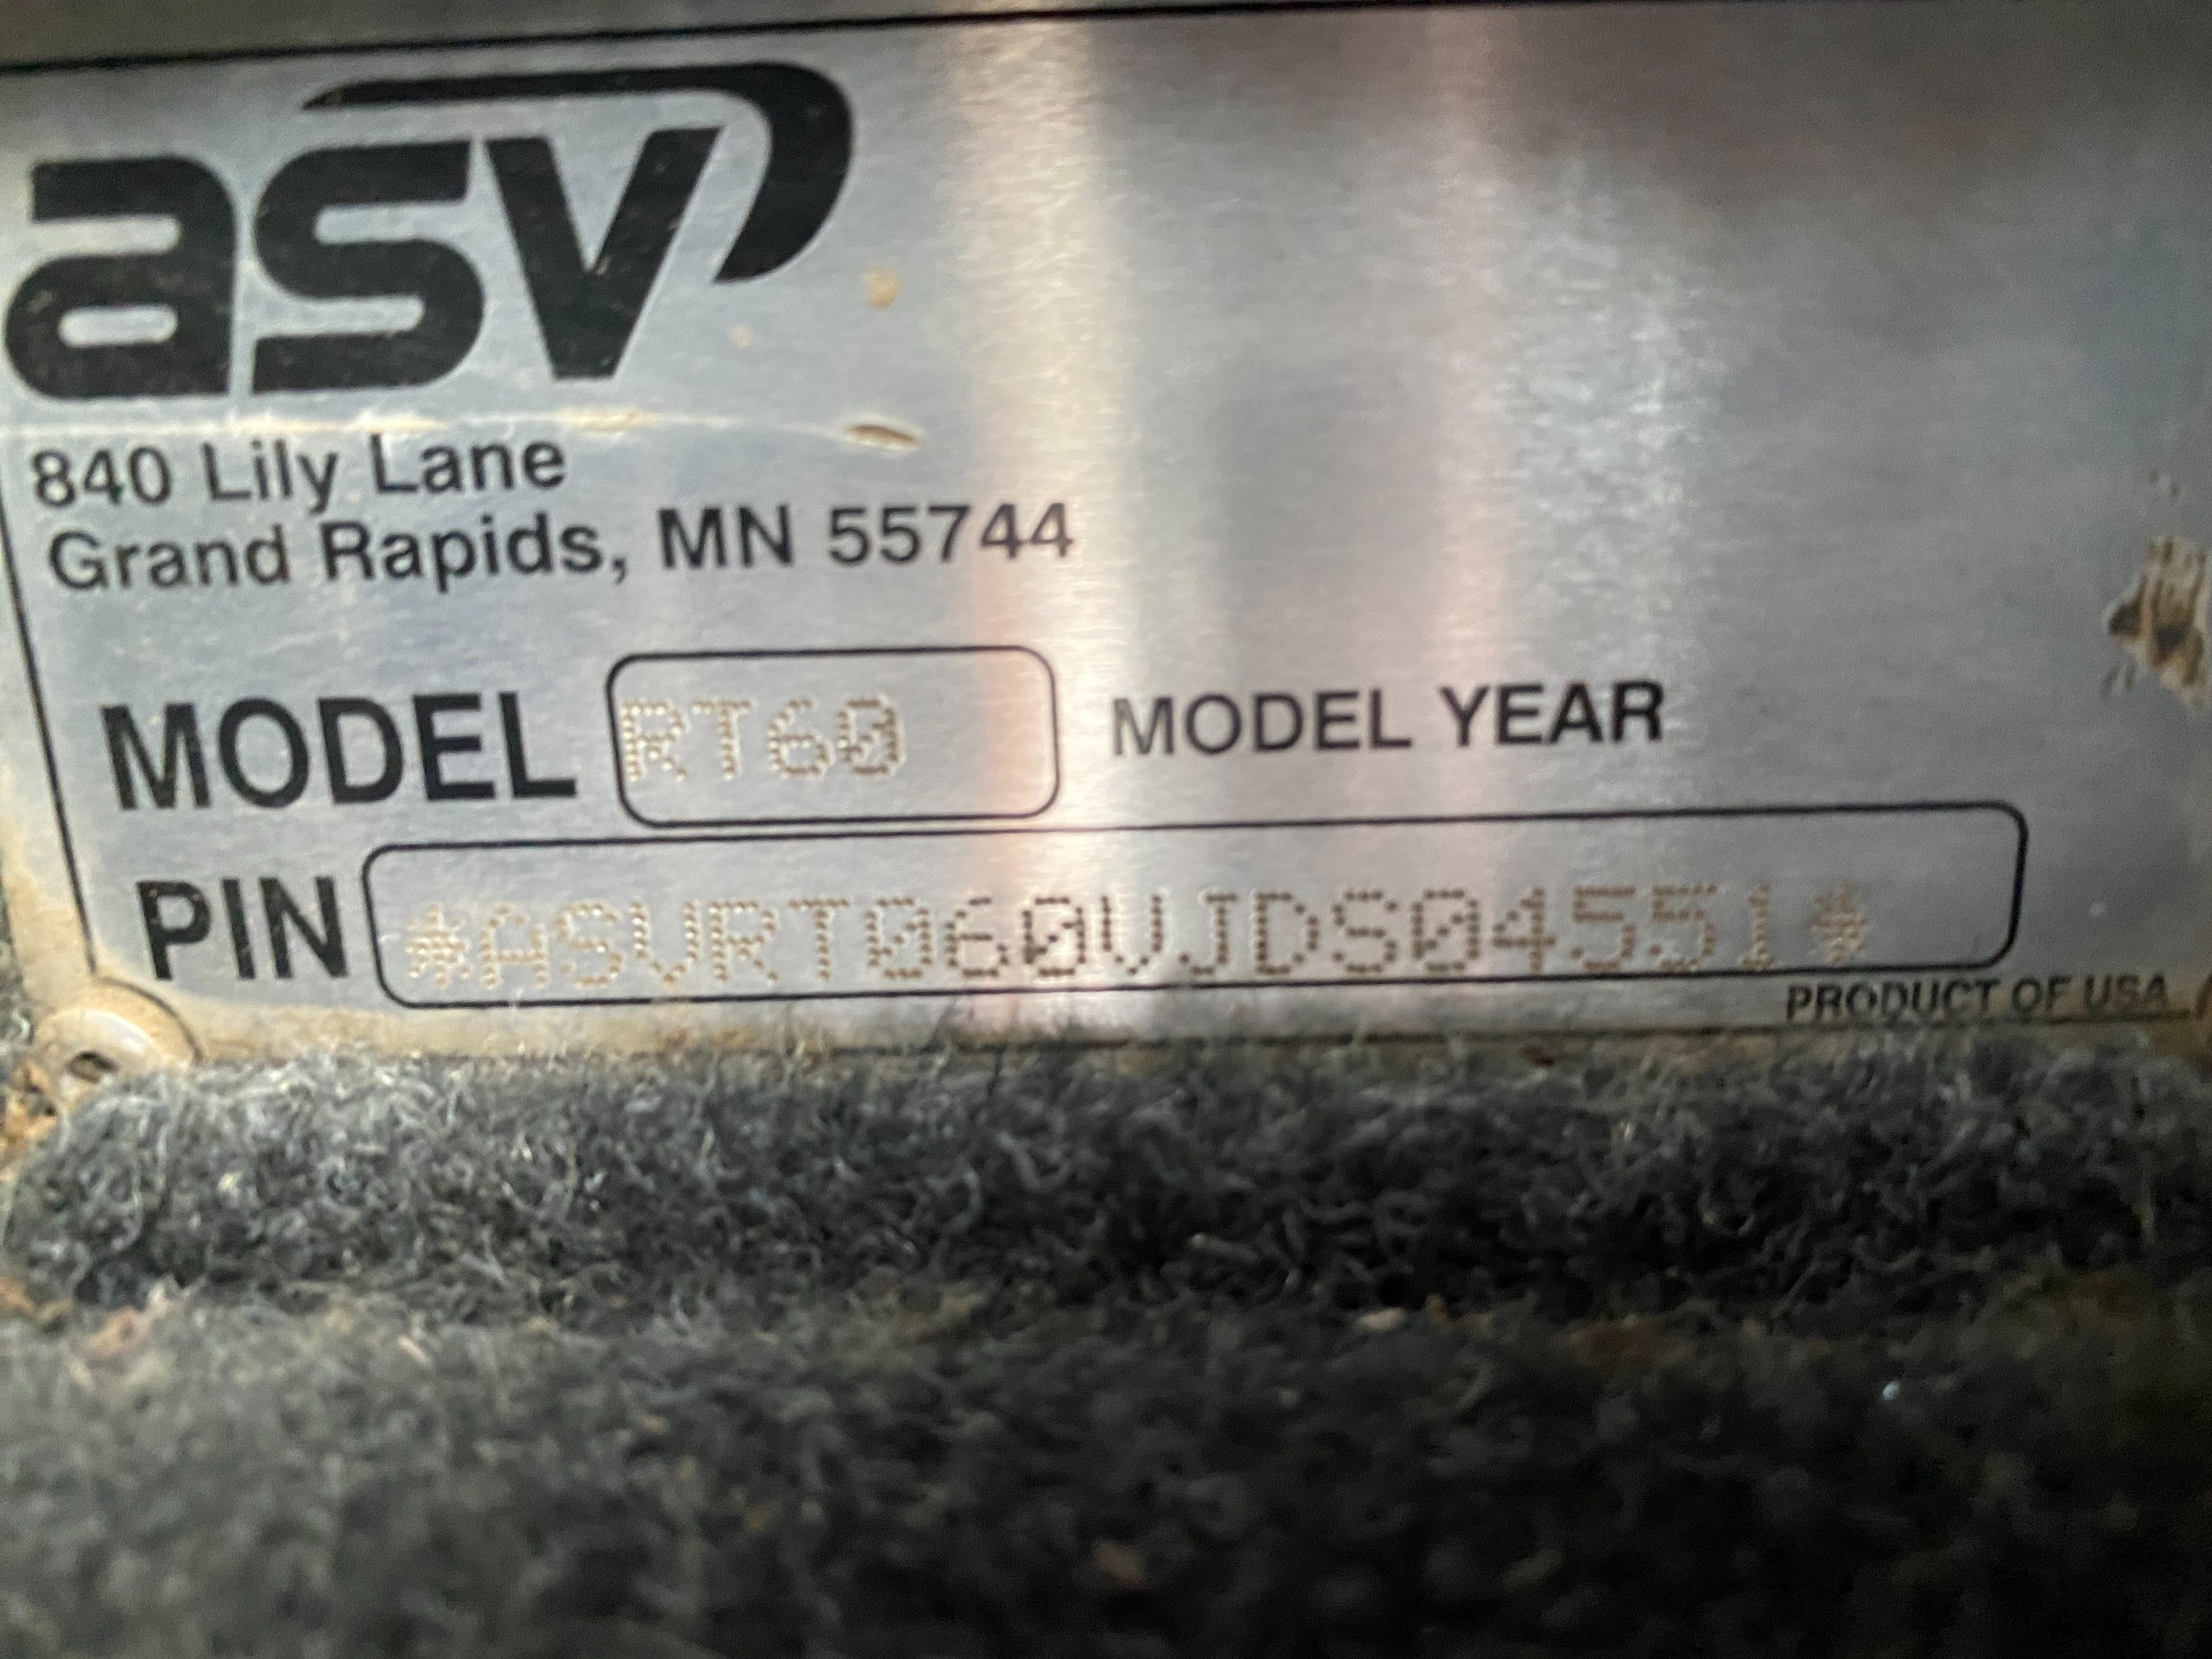 asv
840 Lily Lane
Grand Rapids, MN 55744
MODEL RT60 MODEL YEAR
PIN *ASVRT060VJDS04551*
PRODUCT OF USA